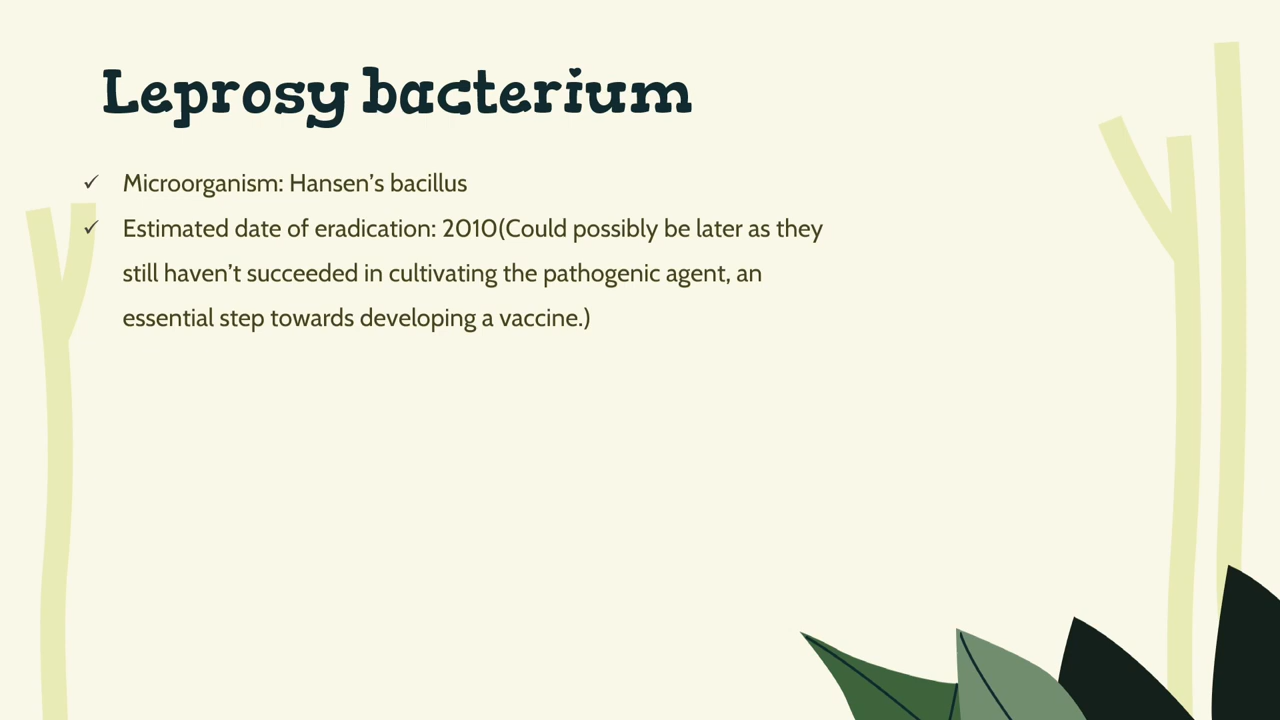 Leprosy bacterium
✓ Microorganism: Hansen’s bacillus
✓ Estimated date of eradication: 2010(Could possibly be later as they
still haven’t succeeded in cultivating the pathogenic agent, an
essential step towards developing a vaccine.)